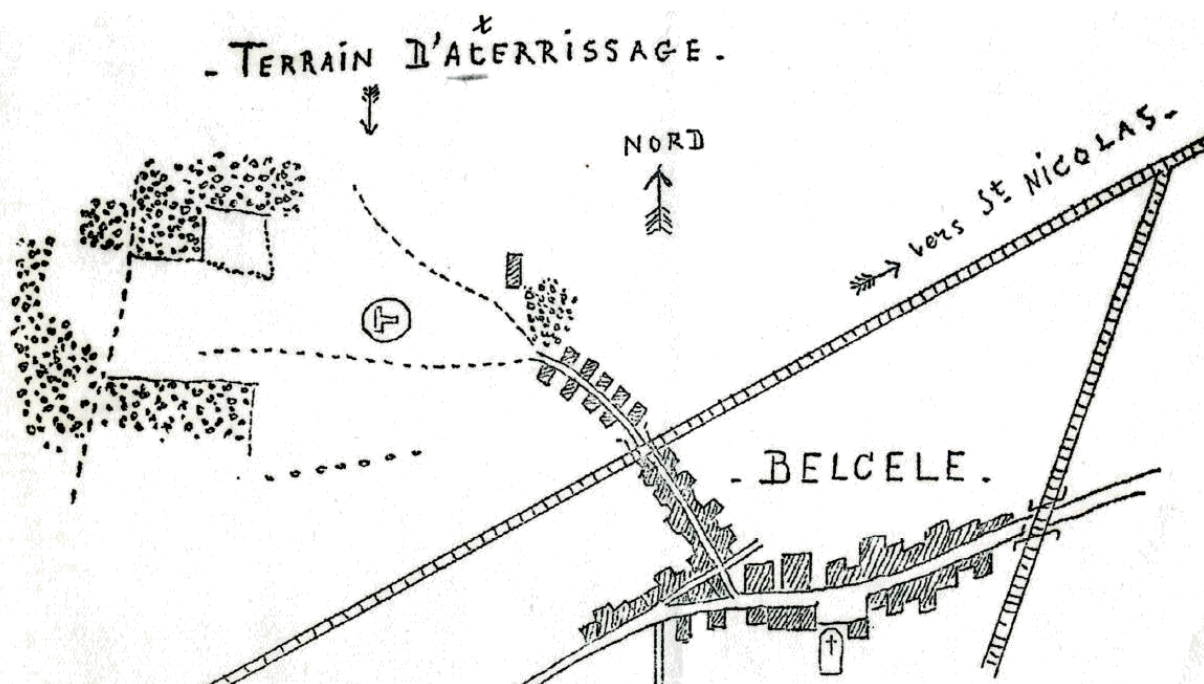 - TERRAIN D'ATERRISSAGE.
t
NORD
vers St NICOLAS.
- BELCELE.
T